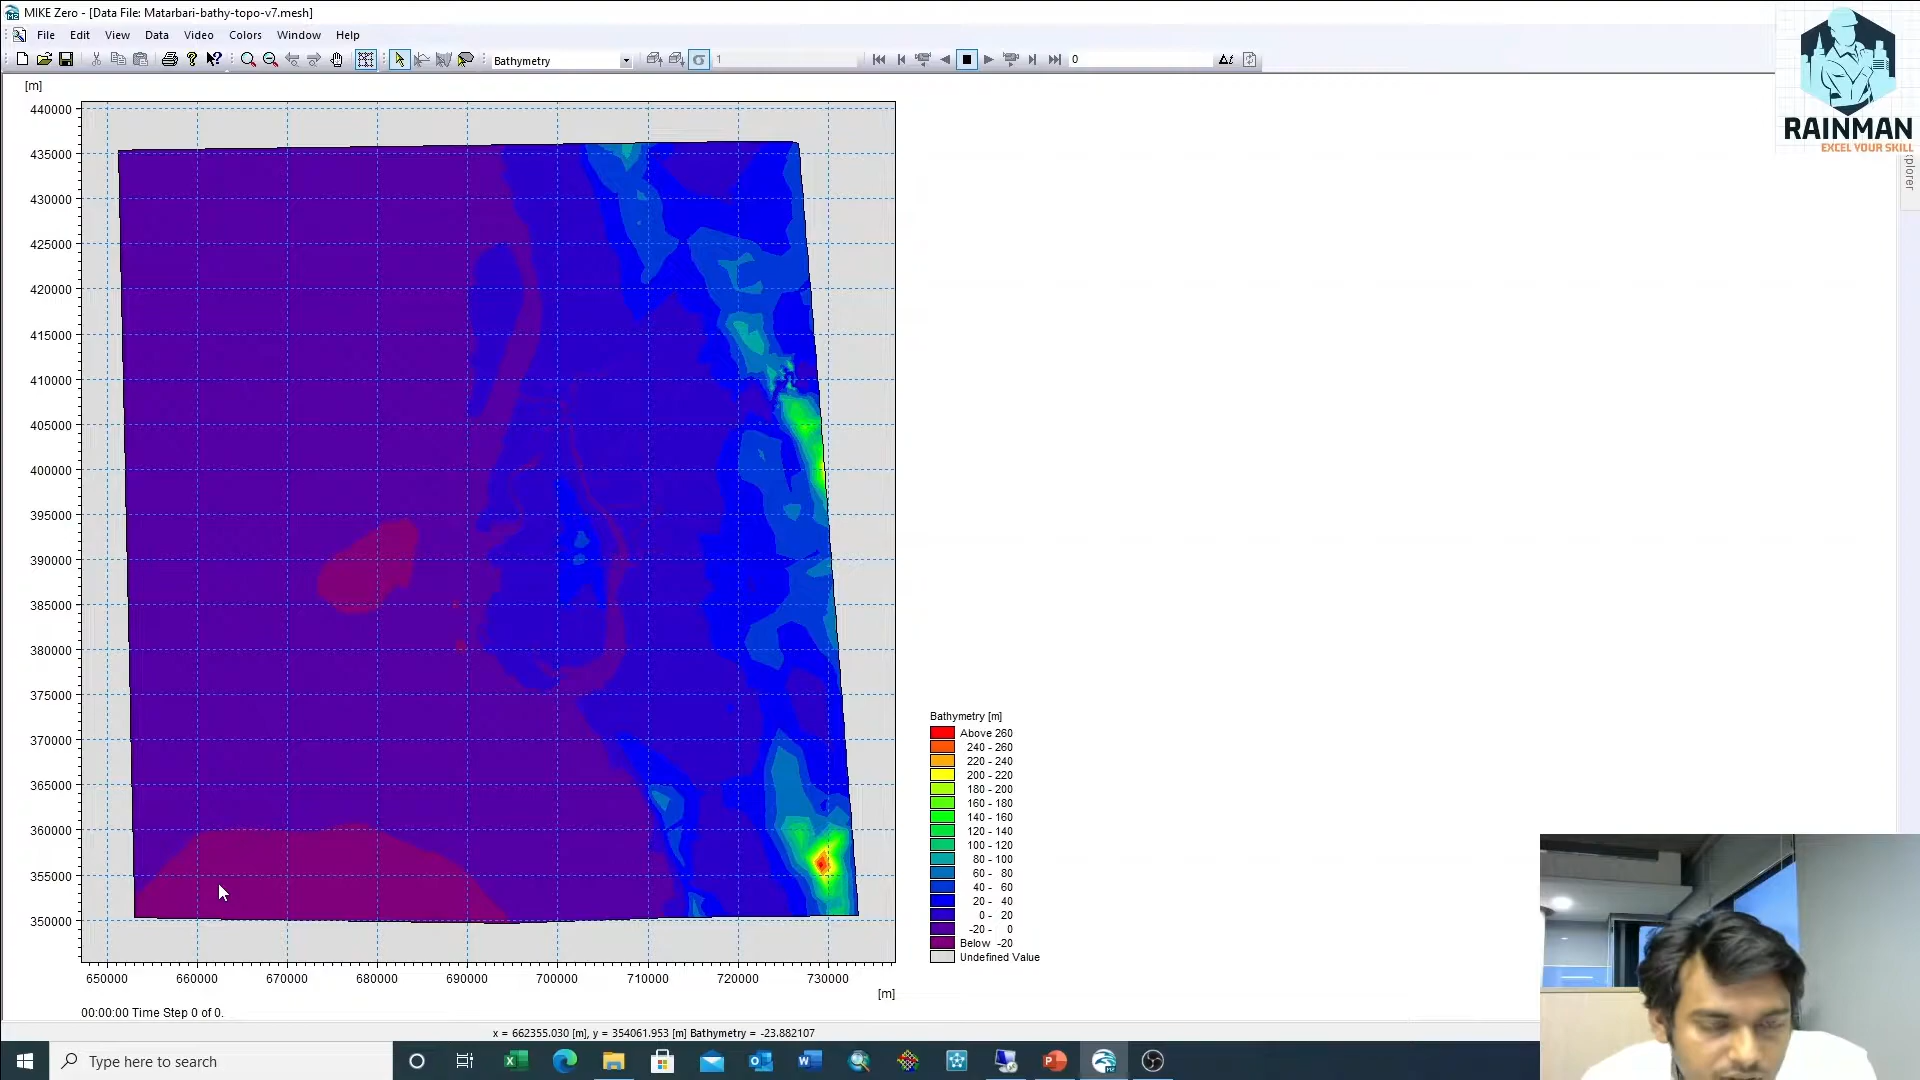 MIKE Zero - [Data File: Matarbari-bathy-topo-v7.mesh]
File Edit View Data Video Colors Window Help
Bathymetry
1
0
Δt
RAINMAN
EXCEL YOUR SKILL
plorer
[m]
440000
435000
430000
425000
420000
415000
410000
405000
400000
395000
390000
385000
380000
375000
370000
365000
360000
355000
350000
650000 660000 670000 680000 690000 700000 710000 720000 730000
[m]
Bathymetry [m]
Above 260
240 - 260
220 - 240
200 - 220
180 - 200
160 - 180
140 - 160
120 - 140
100 - 120
80 - 100
60 - 80
40 - 60
20 - 40
0 - 20
-20 - 0
Below -20
Undefined Value
00:00:00 Time Step 0 of 0.
x = 662355.030 [m], y = 354061.953 [m] Bathymetry = -23.882107
Type here to search